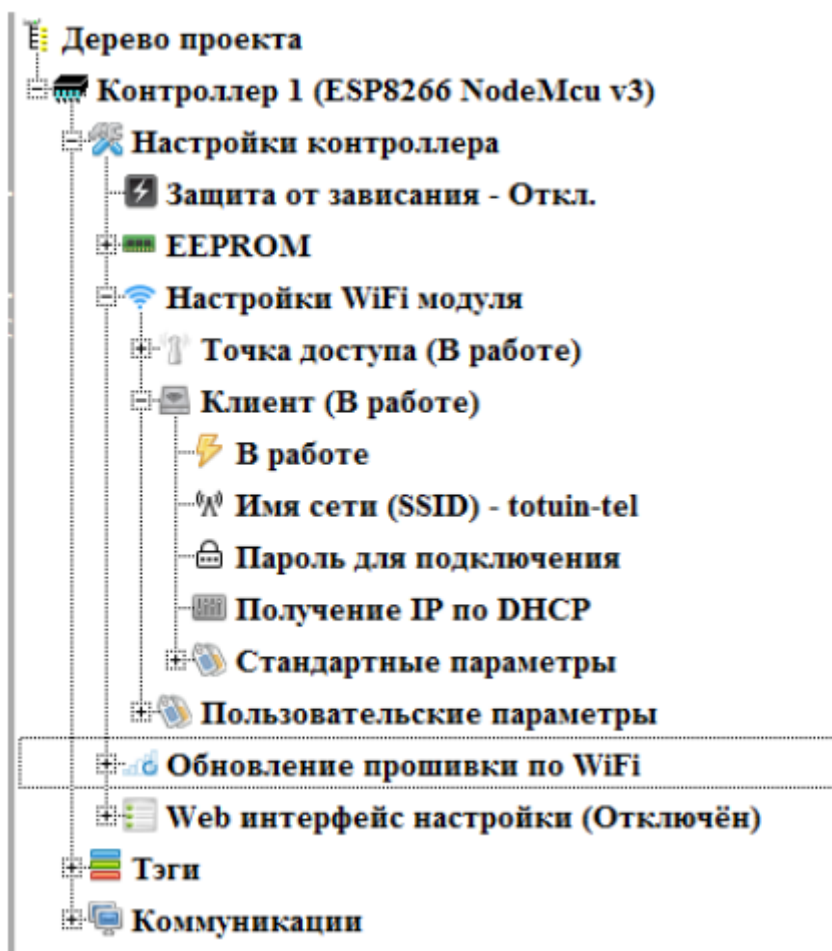 Дерево проекта
Контроллер 1 (ESP8266 NodeMcu v3)
Настройки контроллера
Защита от зависания - Откл.
EEPROM
Настройки WiFi модуля
Точка доступа (В работе)
Клиент (В работе)
В работе
Имя сети (SSID) - totuin-tel
Пароль для подключения
Получение IP по DHCP
Стандартные параметры
Пользовательские параметры
Обновление прошивки по WiFi
Web интерфейс настройки (Отключён)
Тэги
Коммуникации